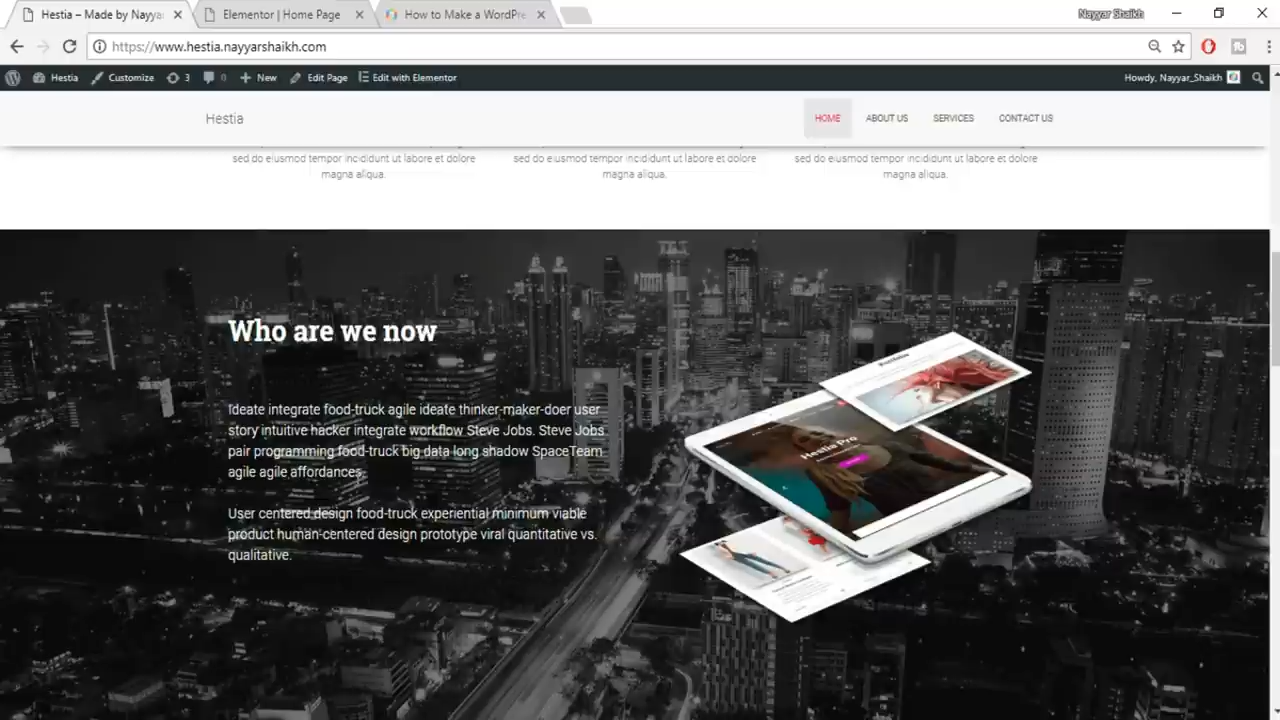 Hestia – Made by Nayya
Elementor | Home Page
How to Make a WordPre
Nayyar Shaikh
https://www.hestia.nayyarshaikh.com
Hestia
Customize
3
0
New
Edit Page
Edit with Elementor
Howdy, Nayyar_Shaikh
Hestia
HOME
ABOUT US
SERVICES
CONTACT US
sed do eiusmod tempor incididunt ut labore et dolore
magna aliqua.
sed do eiusmod tempor incididunt ut labore et dolore
magna aliqua.
sed do eiusmod tempor incididunt ut labore et dolore
magna aliqua.
Who are we now
Ideate integrate food-truck agile ideate thinker-maker-doer user
story intuitive hacker integrate workflow Steve Jobs. Steve Jobs
pair programming food-truck big data long shadow SpaceTeam
agile agile affordances.
User centered design food-truck experiential minimum viable
product human-centered design prototype viral quantitative vs.
qualitative.
Hestia Pro